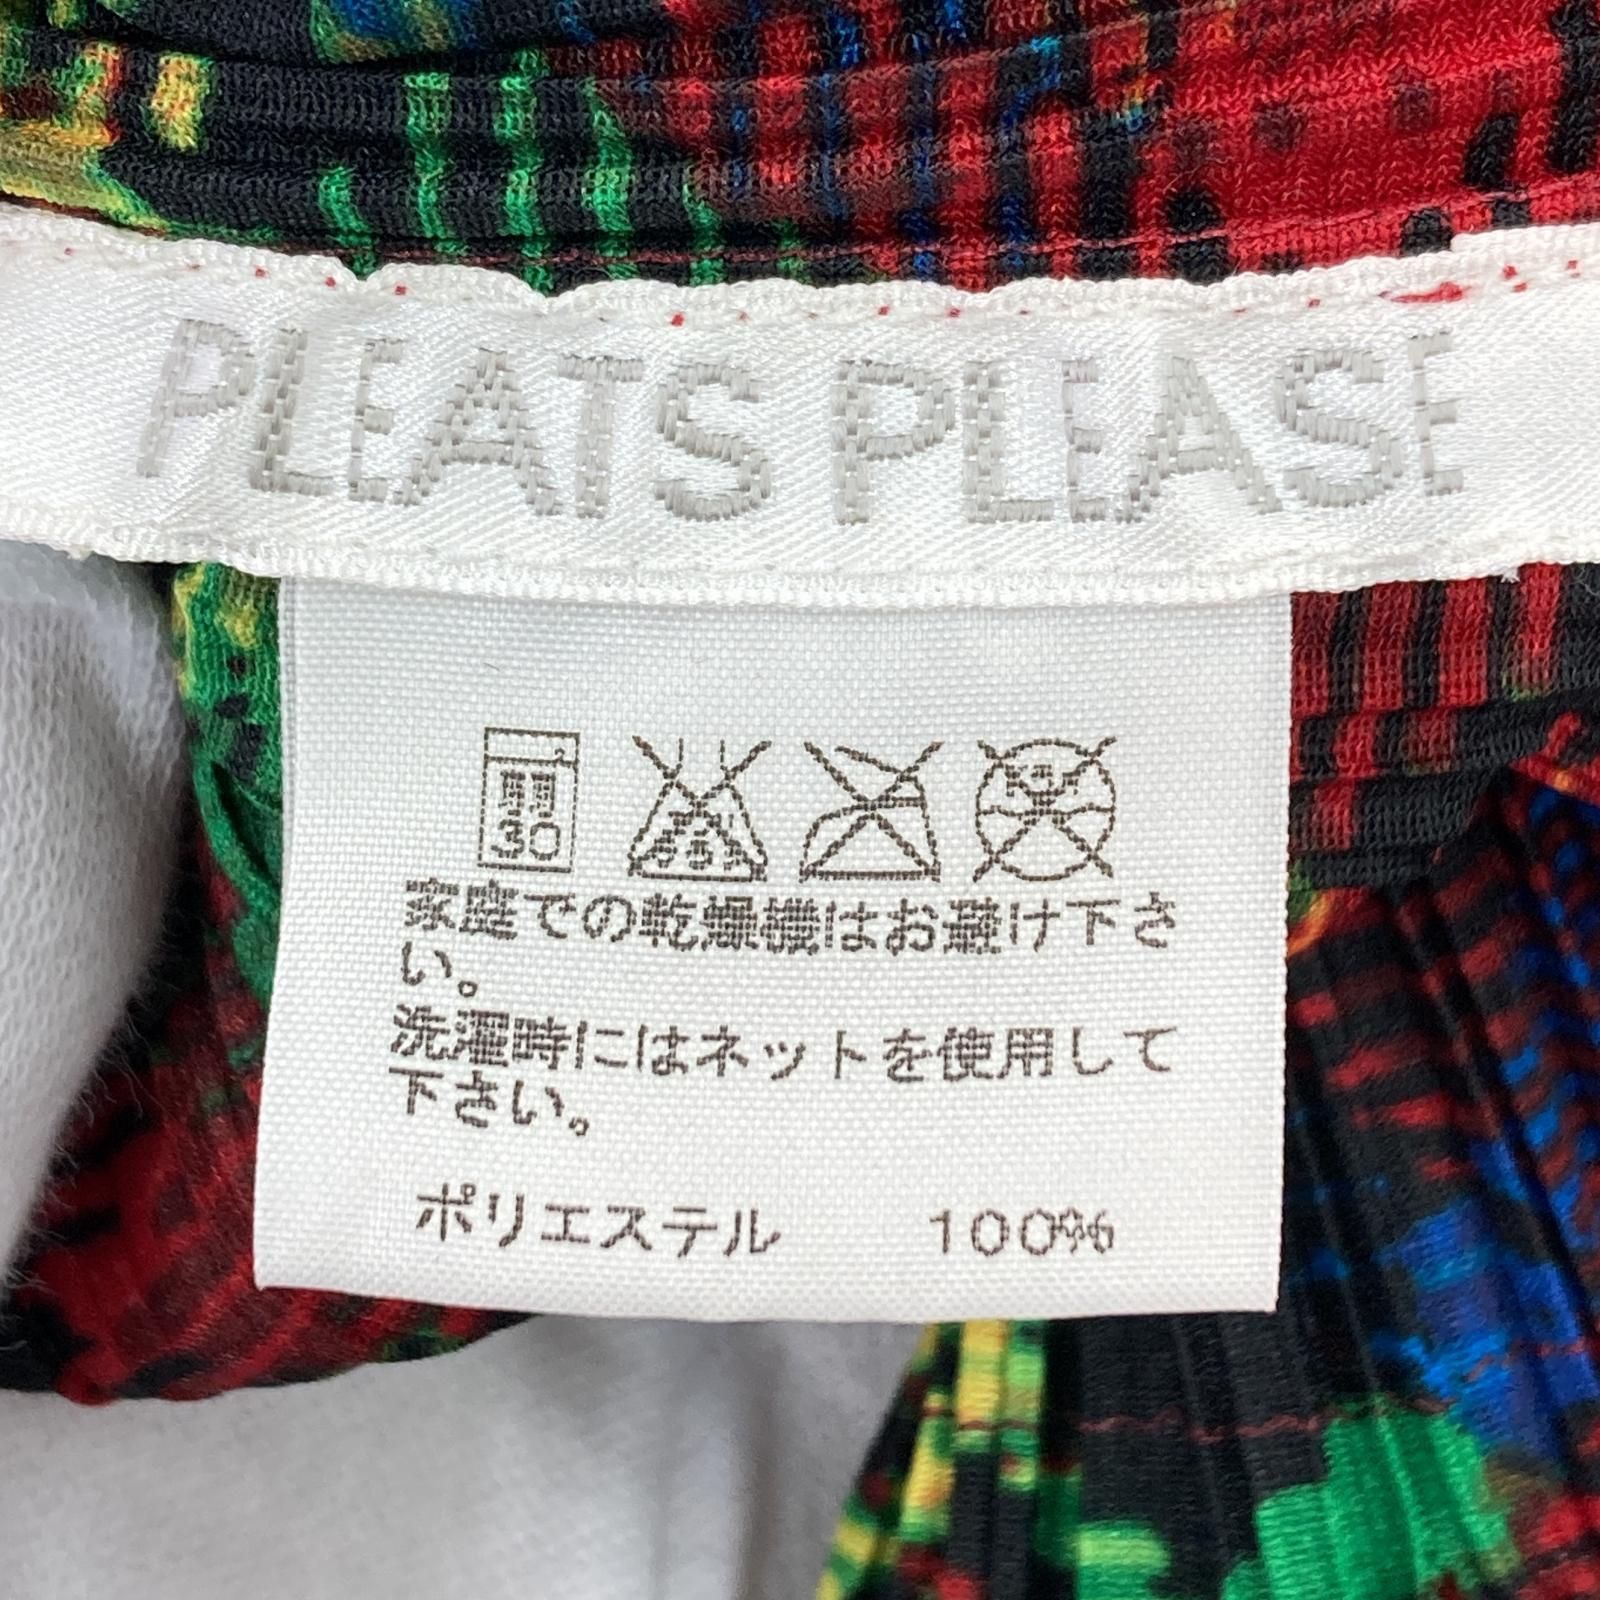 PLEATS PLEASE
弱
30
家庭での乾燥機はお避け下さ
い。
洗濯時にはネットを使用して
下さい。
ポリエステル 100%